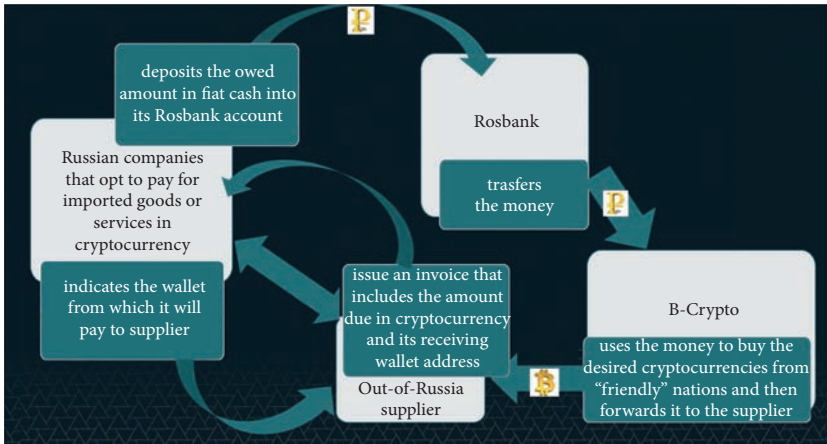 deposits the owed
amount in fiat cash into
its Rosbank account
Russian companies
that opt to pay for
imported goods or
services in
cryptocurrency
indicates the wallet
from which it will
pay to supplier
Rosbank
trasfers
the money
B-Crypto
uses the money to buy the
desired cryptocurrencies from
“friendly” nations and then
forwards it to the supplier
issue an invoice that
includes the amount
due in cryptocurrency
and its receiving
wallet address
Out-of-Russia
supplier